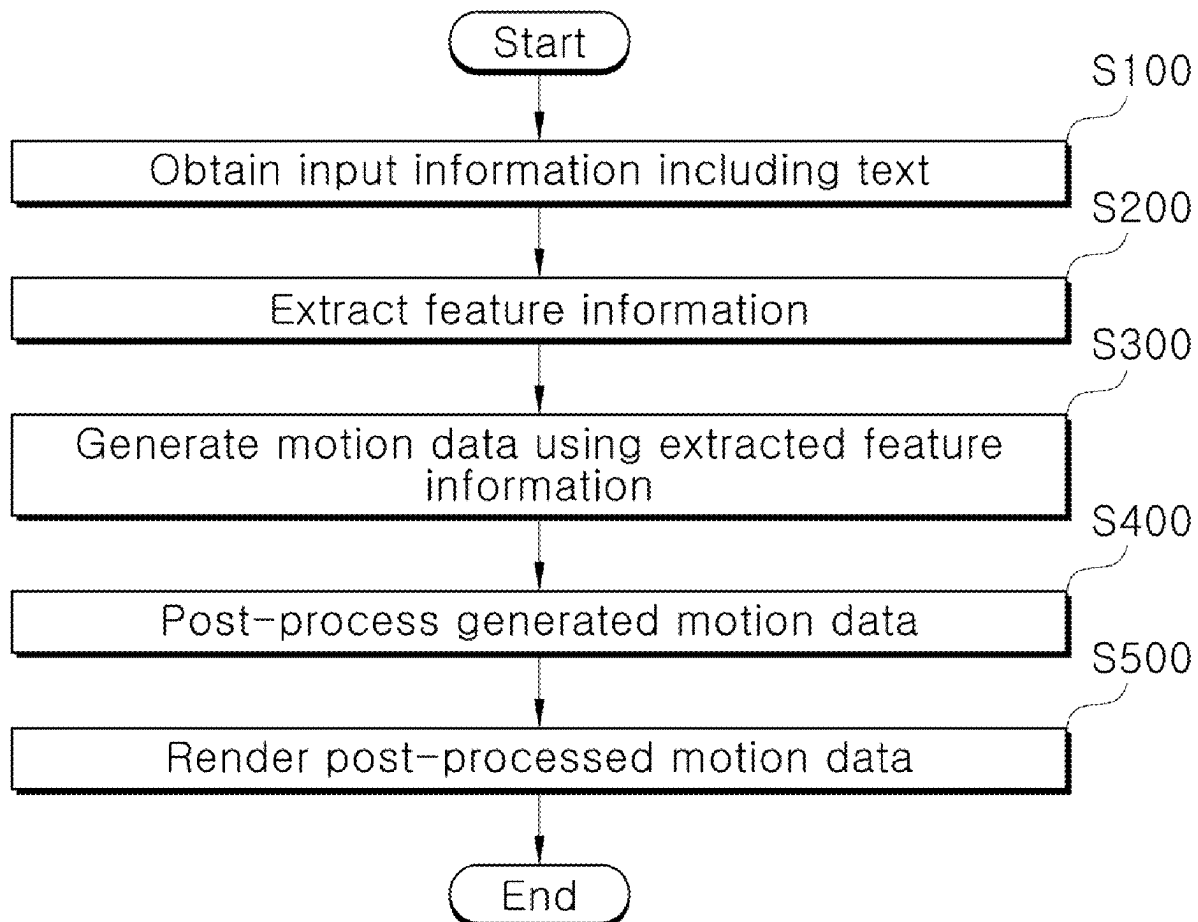 Start
S100
Obtain input information including text
S200
Extract feature information
S300
Generate motion data using extracted feature
information
S400
Post-process generated motion data
S500
Render post-processed motion data
End